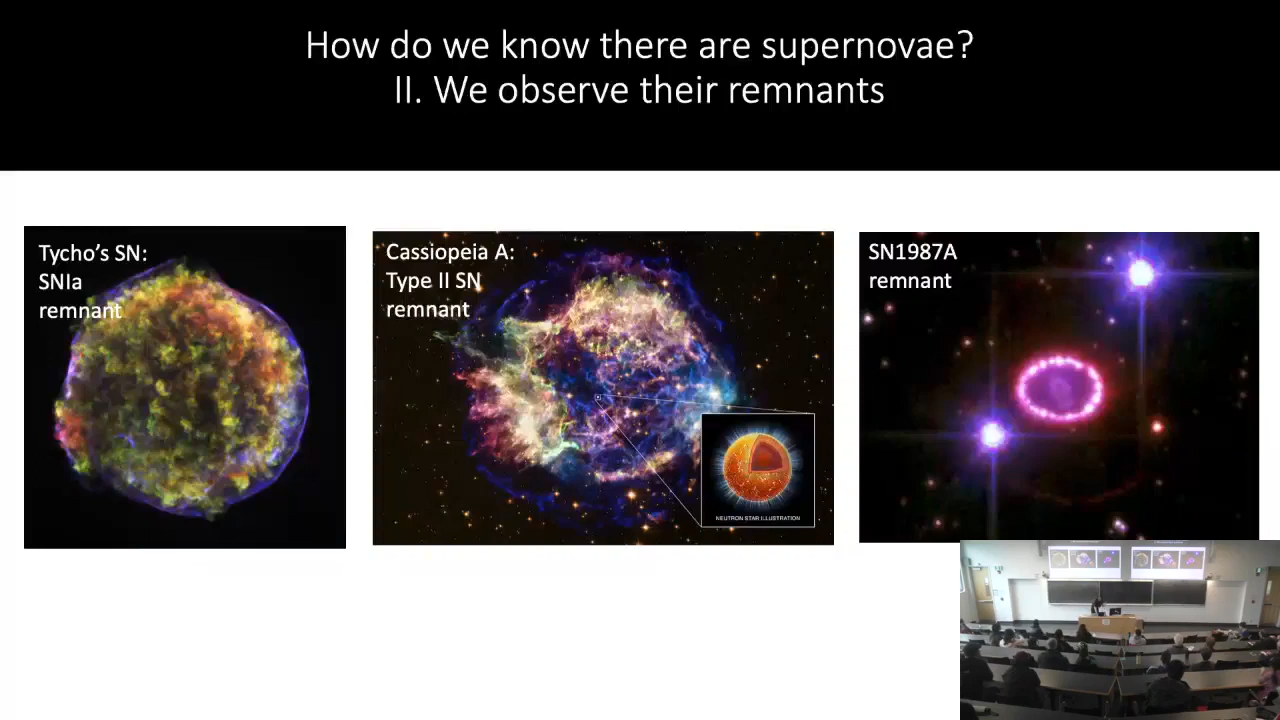 How do we know there are supernovae?
II. We observe their remnants
Tycho's SN:
SNIa
remnant
Cassiopeia A:
Type II SN
remnant
NEUTRON STAR ILLUSTRATION
SN1987A
remnant